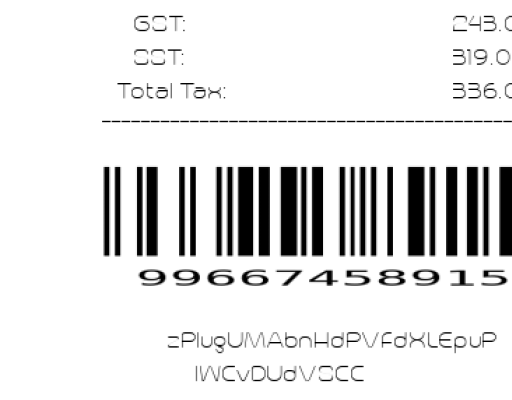 GST: 243.0
SST: 319.0
Total Tax: 336.0
99667458915
zPlugUMAbnHdPVFdXLEpuP
IWCvDUdVSCC